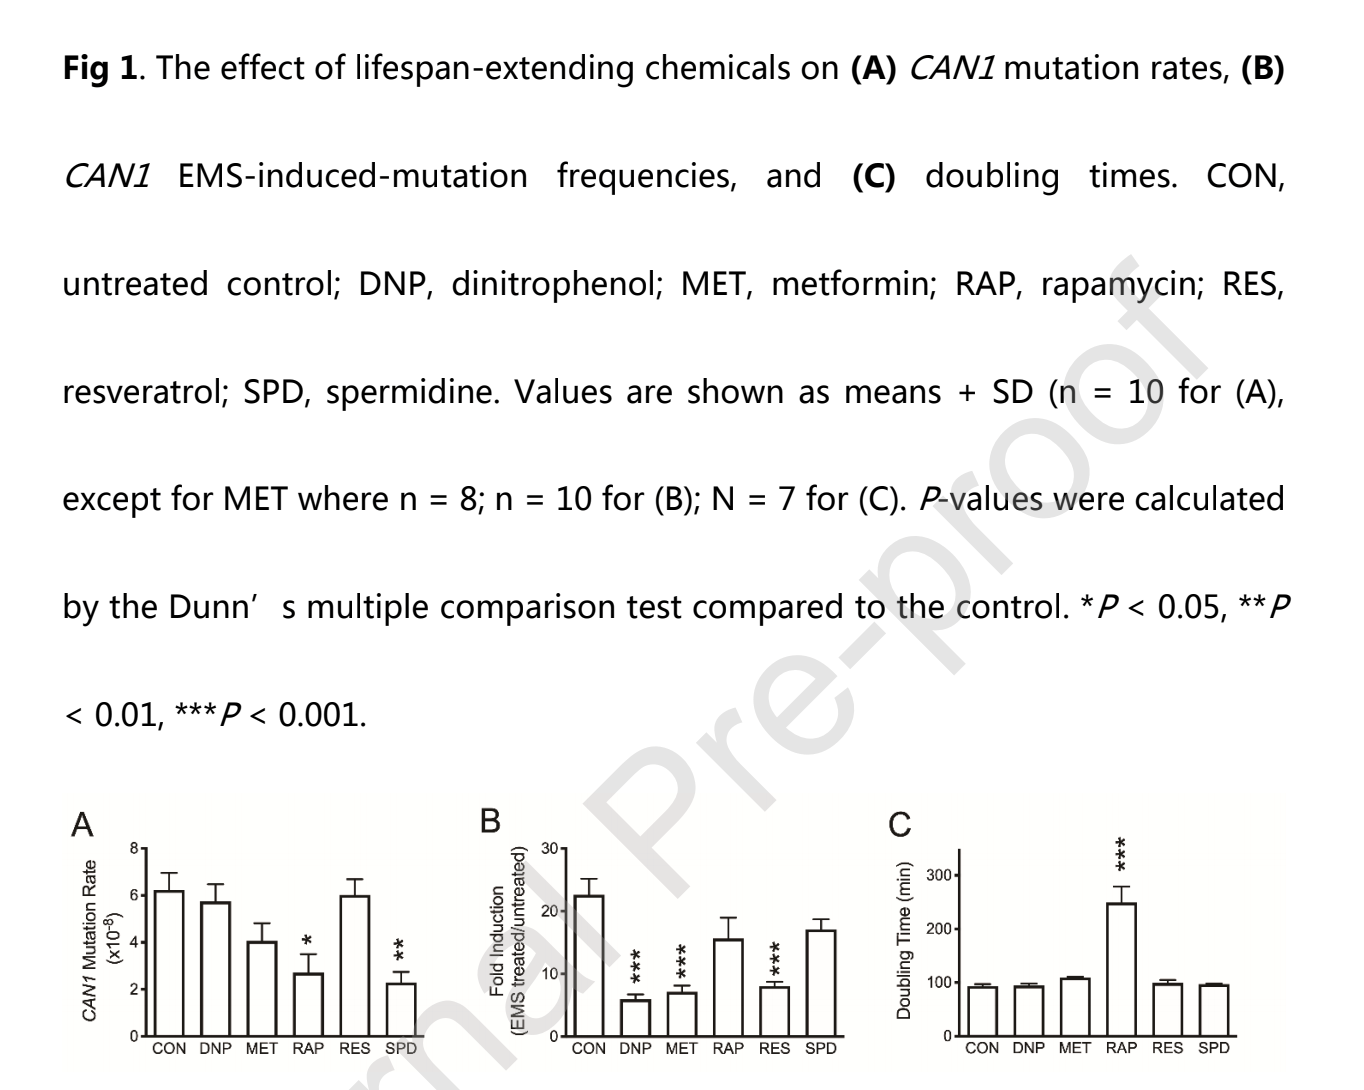 Fig 1. The effect of lifespan-extending chemicals on (A) CAN1 mutation rates, (B)
CAN1 EMS-induced-mutation frequencies, and (C) doubling times. CON,
untreated control; DNP, dinitrophenol; MET, metformin; RAP, rapamycin; RES,
resveratrol; SPD, spermidine. Values are shown as means + SD (n = 10 for (A),
except for MET where n = 8; n = 10 for (B); N = 7 for (C). P-values were calculated
by the Dunn’ s multiple comparison test compared to the control. *P < 0.05, **P
< 0.01, ***P < 0.001.
rnal Pre-proof
A
CAN1 Mutation Rate
(x10⁻⁸)
8
6
4
2
0
*
**
CON DNP MET RAP RES SPD
B
Fold Induction
(EMS treated/untreated)
30
20
10
0
***
***
***
CON DNP MET RAP RES SPD
C
Doubling Time (min)
300
200
100
0
***
CON DNP MET RAP RES SPD